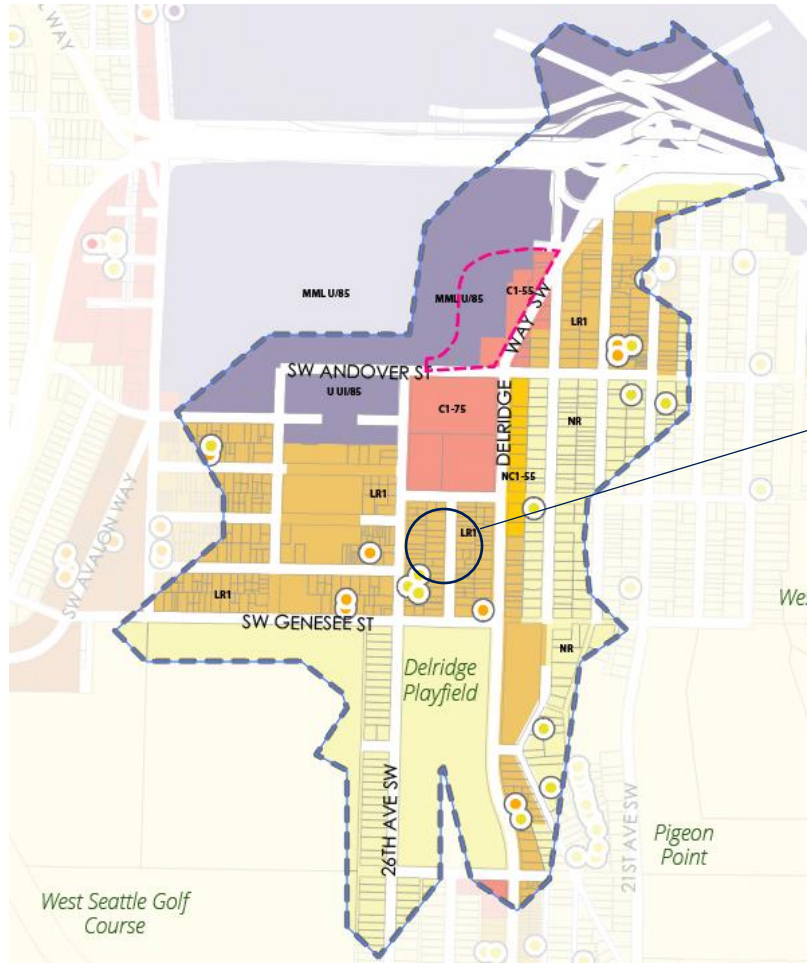 WAY
MML U/85
MML U/85
C1-55
WAY SW
LR1
SW ANDOVER ST
U UI/85
C1-75
DELRIDGE
NR
NC1-55
LR1
LR1
SW AVALON WAY
LR1
SW GENESEE ST
NR
Delridge
Playfield
26TH AVE SW
21ST AVE SW
Pigeon
Point
West Seattle Golf
Course